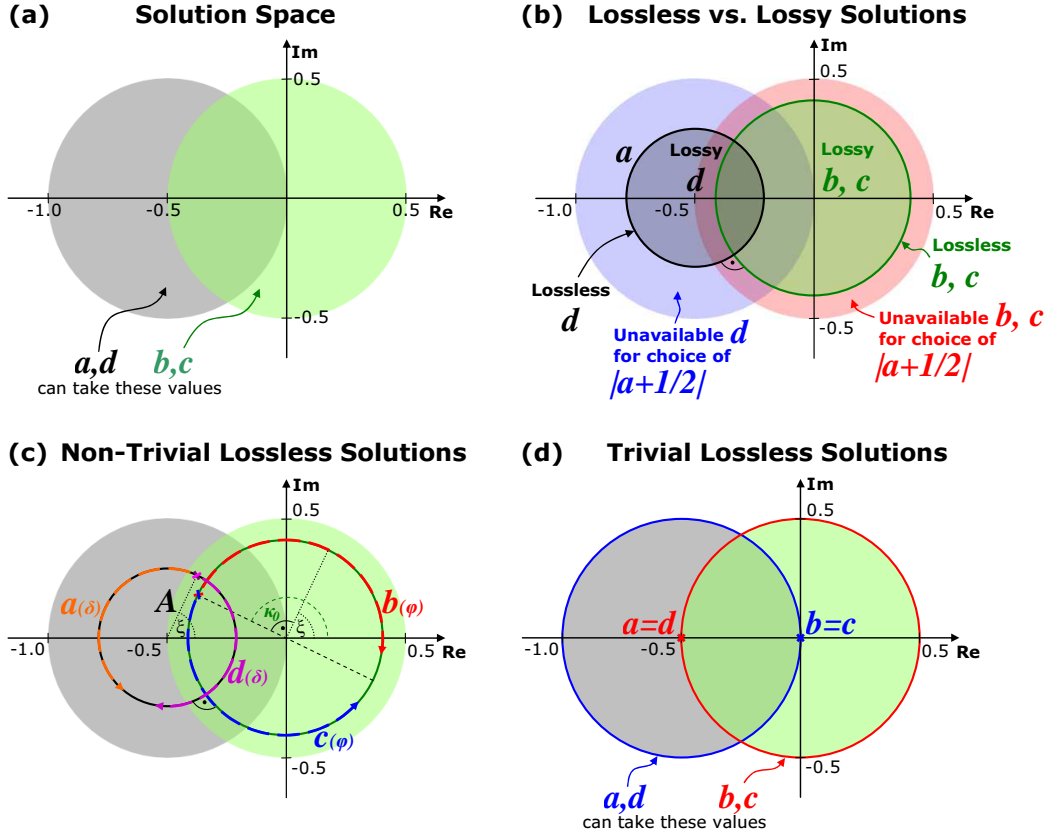 (a) Solution Space
Im
0.5
-1.0
-0.5
0.5
Re
-0.5
a,d
b,c
can take these values
(b) Lossless vs. Lossy Solutions
Im
0.5
a
Lossy
d
Lossy
b, c
-1.0
-0.5
0.5
Re
Lossless
d
Lossless
b, c
-0.5
Unavailable d
for choice of
|a+1/2|
Unavailable b, c
for choice of
|a+1/2|
(c) Non-Trivial Lossless Solutions
Im
0.5
a(δ)
A
ξ
κ0
ξ
b(φ)
-1.0
-0.5
0.5
Re
d(δ)
c(φ)
-0.5
(d) Trivial Lossless Solutions
Im
0.5
a=d
b=c
-1.0
-0.5
0.5
Re
-0.5
a,d
b,c
can take these values